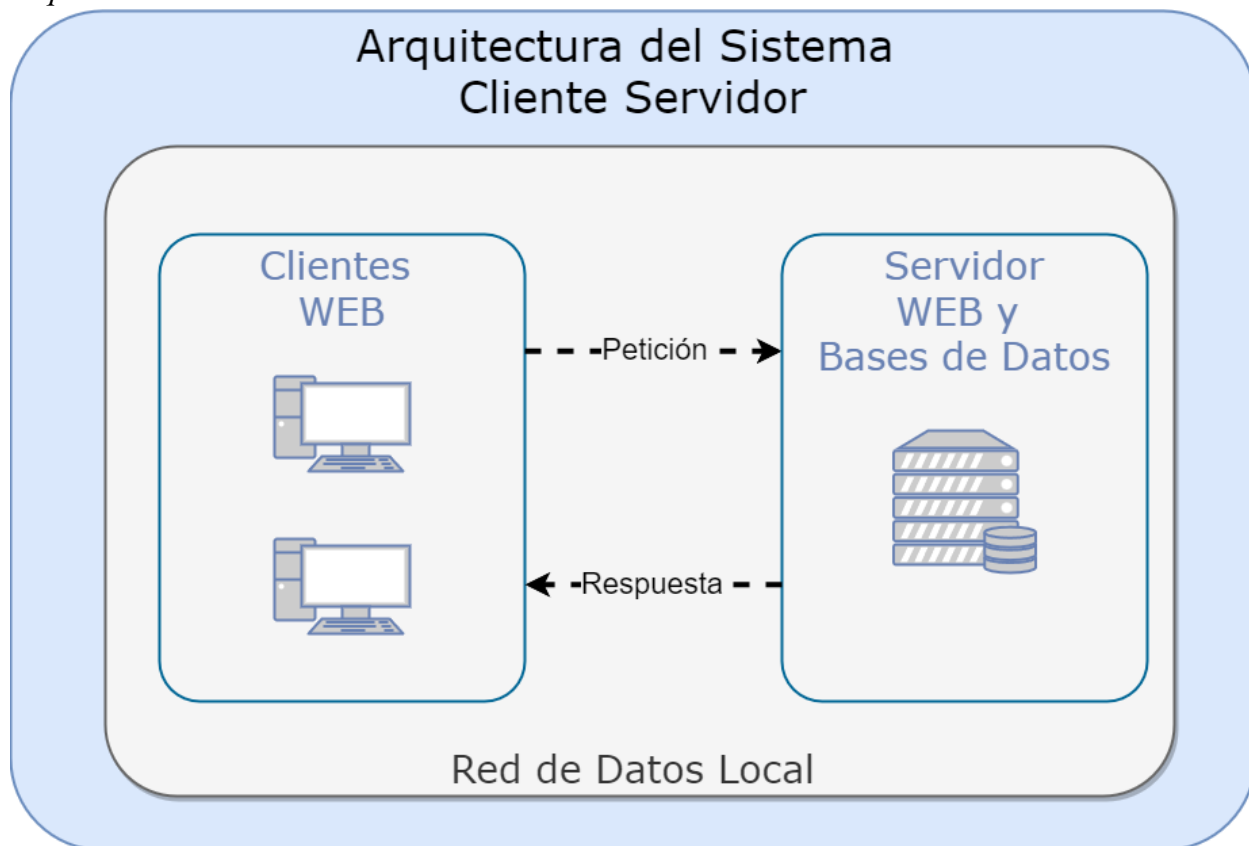 Arquitectura del Sistema
Cliente Servidor
Clientes
WEB
Servidor
WEB y
Bases de Datos
Petición
Respuesta
Red de Datos Local